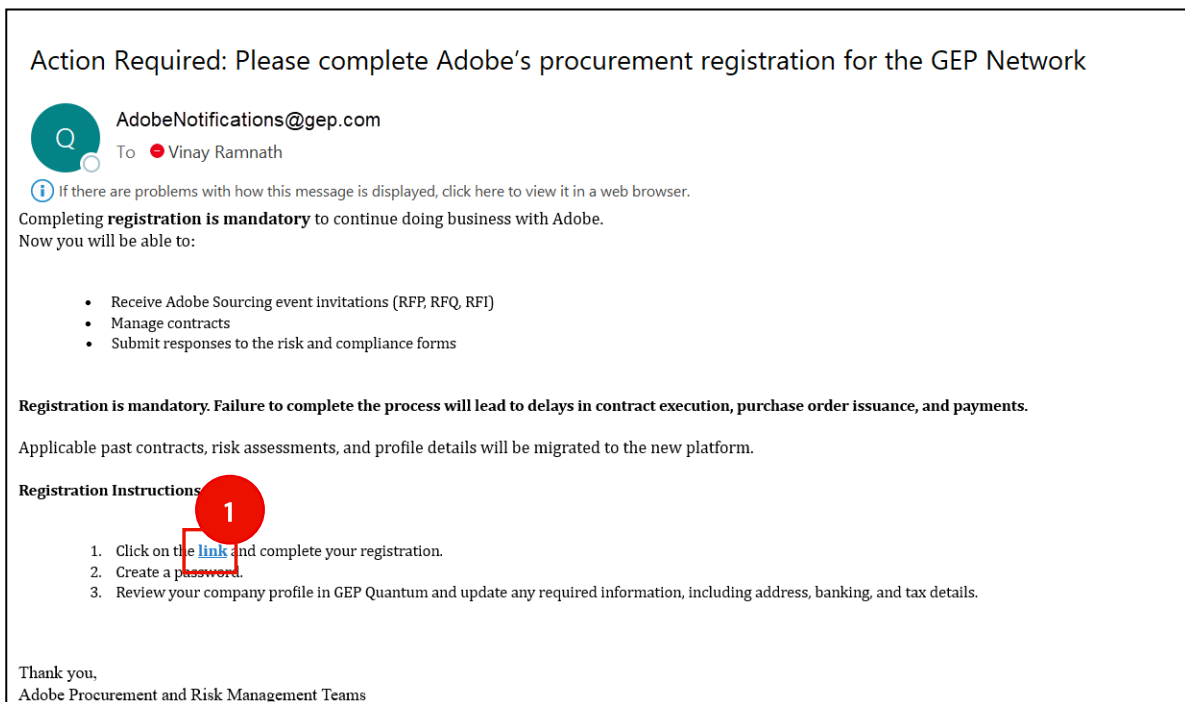 Action Required: Please complete Adobe’s procurement registration for the GEP Network
Q
AdobeNotifications@gep.com
To Vinay Ramnath
If there are problems with how this message is displayed, click here to view it in a web browser.
Completing registration is mandatory to continue doing business with Adobe.
Now you will be able to:
• Receive Adobe Sourcing event invitations (RFP, RFQ, RFI)
• Manage contracts
• Submit responses to the risk and compliance forms
Registration is mandatory. Failure to complete the process will lead to delays in contract execution, purchase order issuance, and payments.
Applicable past contracts, risk assessments, and profile details will be migrated to the new platform.
Registration Instructions
1
1. Click on the link and complete your registration.
2. Create a password.
3. Review your company profile in GEP Quantum and update any required information, including address, banking, and tax details.
Thank you,
Adobe Procurement and Risk Management Teams